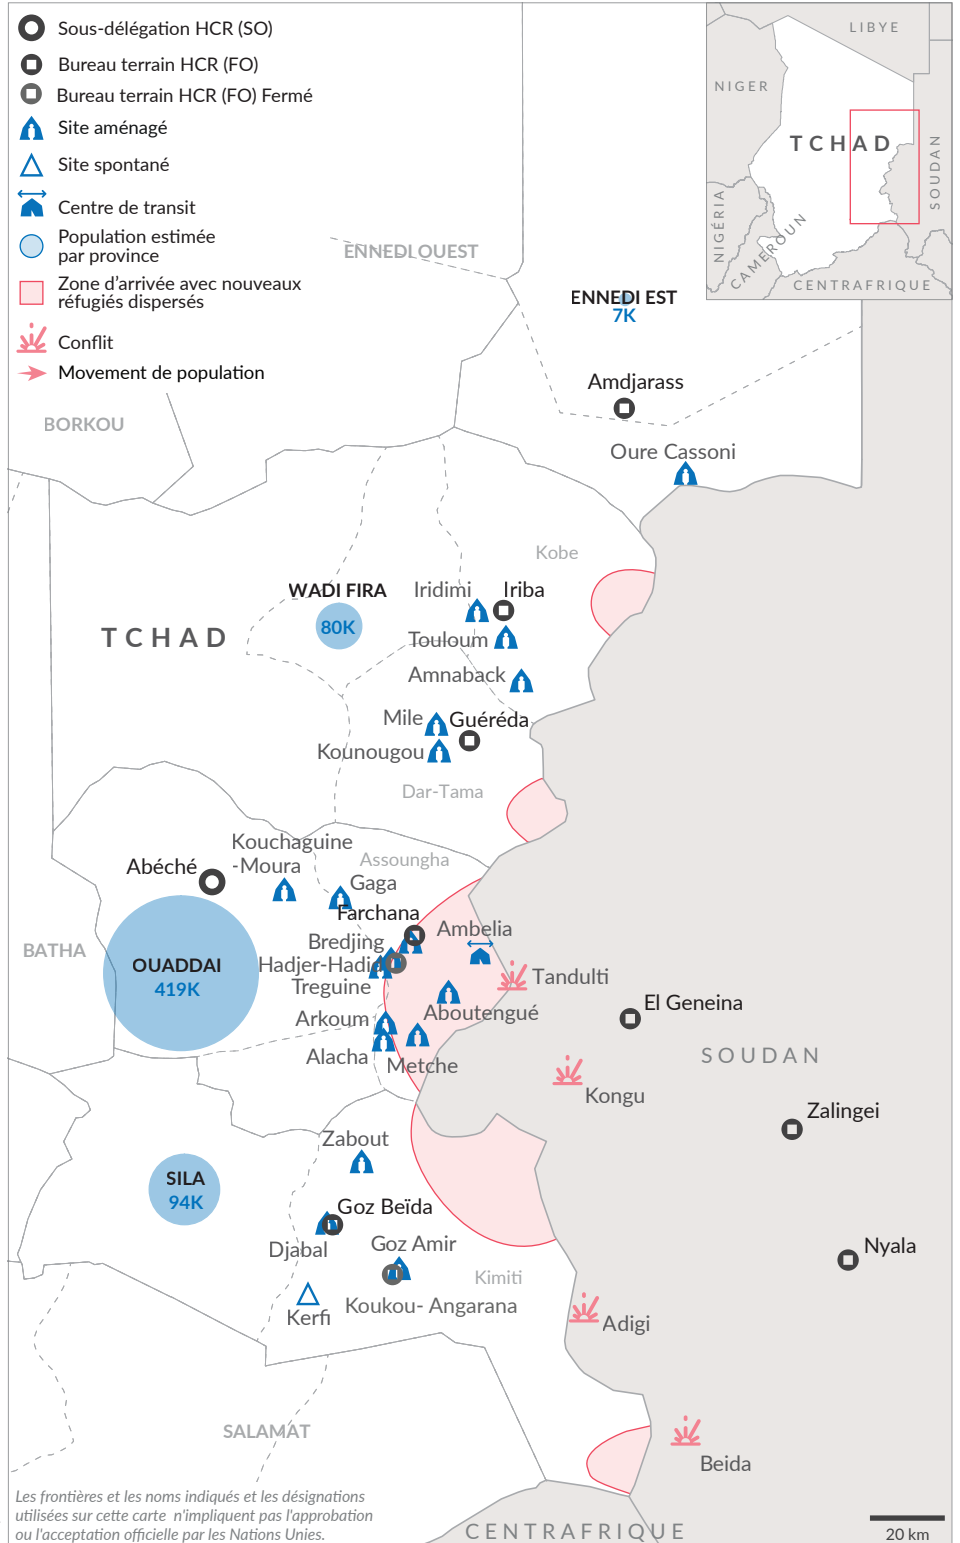 Sous-délégation HCR (SO)
Bureau terrain HCR (FO)
Bureau terrain HCR (FO) Fermé
Site aménagé
Site spontané
Centre de transit
Population estimée
par province
Zone d'arrivée avec nouveaux
réfugiés dispersés
Conflit
Movement de population
LIBYE
NIGER
TCHAD
SOUDAN
NIGÉRIA
CAMEROUN
CENTRAFRIQUE
ENNEDI OUEST
ENNEDI EST
7K
Amdjarass
BORKOU
Oure Cassoni
Kobe
WADI FIRA
80K
Iridimi
Iriba
TCHAD
Touloum
Amnaback
Mile
Guéréda
Kounougou
Dar-Tama
Kouchaguine
-Moura
Abéché
Assoungha
Gaga
Farchana
Ambelia
Bredjing
BATHA
OUADDAI
419K
Hadjer-Hadid
Treguine
Tandulti
Aboutengué
El Geneina
Arkoum
Alacha
Metche
SOUDAN
Kongu
Zalingei
Zabout
SILA
94K
Goz Beïda
Djabal
Goz Amir
Nyala
Kimiti
Koukou- Angarana
Kerfi
Adigi
SALAMAT
Beida
Les frontières et les noms indiqués et les désignations
utilisées sur cette carte n'impliquent pas l'approbation
ou l'acceptation officielle par les Nations Unies.
CENTRAFRIQUE
20 km